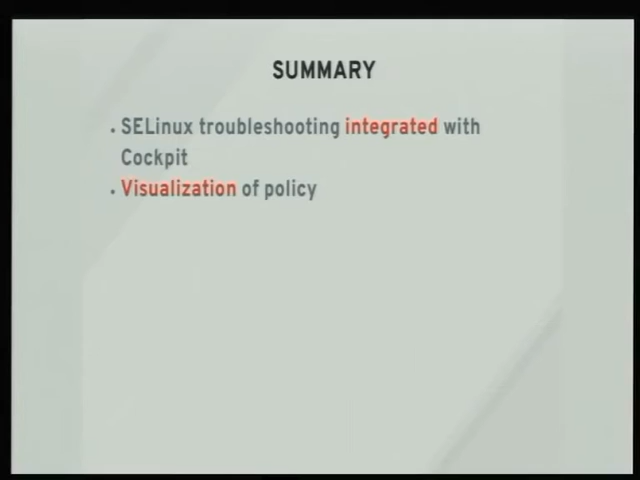 SUMMARY
• SELinux troubleshooting integrated with
Cockpit
• Visualization of policy